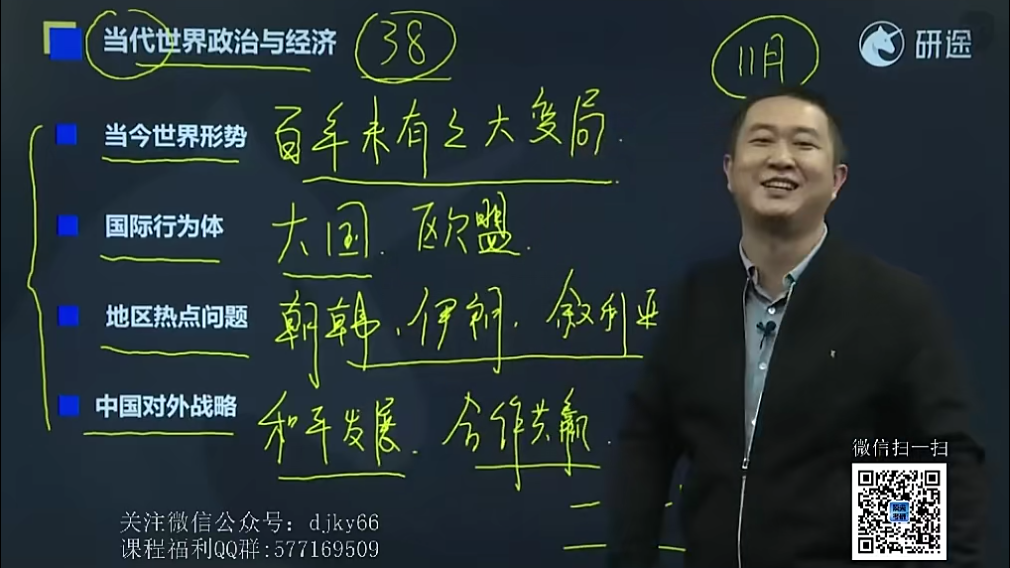 当代世界政治与经济 38 11月 研途
当今世界形势 百年未有之大变局.
国际行为体 大国. 欧盟.
地区热点问题 朝韩、伊朗、叙利亚
中国对外战略 和平发展. 合作共赢.
微信扫一扫
关注微信公众号: djky66
课程福利QQ群:577169509